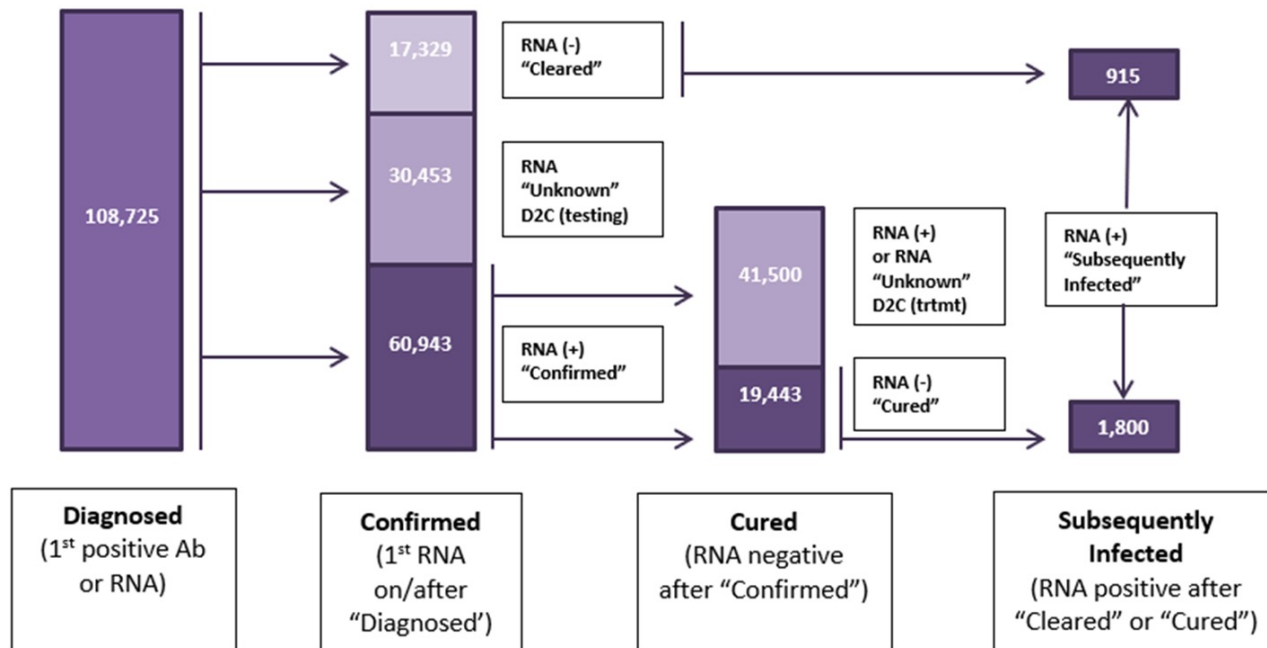 108,725
17,329
30,453
60,943
RNA (-)
“Cleared”
RNA
“Unknown”
D2C (testing)
RNA (+)
“Confirmed”
41,500
19,443
RNA (+)
or RNA
“Unknown”
D2C (trtmt)
RNA (-)
“Cured”
915
RNA (+)
“Subsequently
Infected”
1,800
Diagnosed
(1st positive Ab
or RNA)
Confirmed
(1st RNA
on/after
“Diagnosed’)
Cured
(RNA negative
after “Confirmed”)
Subsequently
Infected
(RNA positive after
“Cleared” or “Cured”)